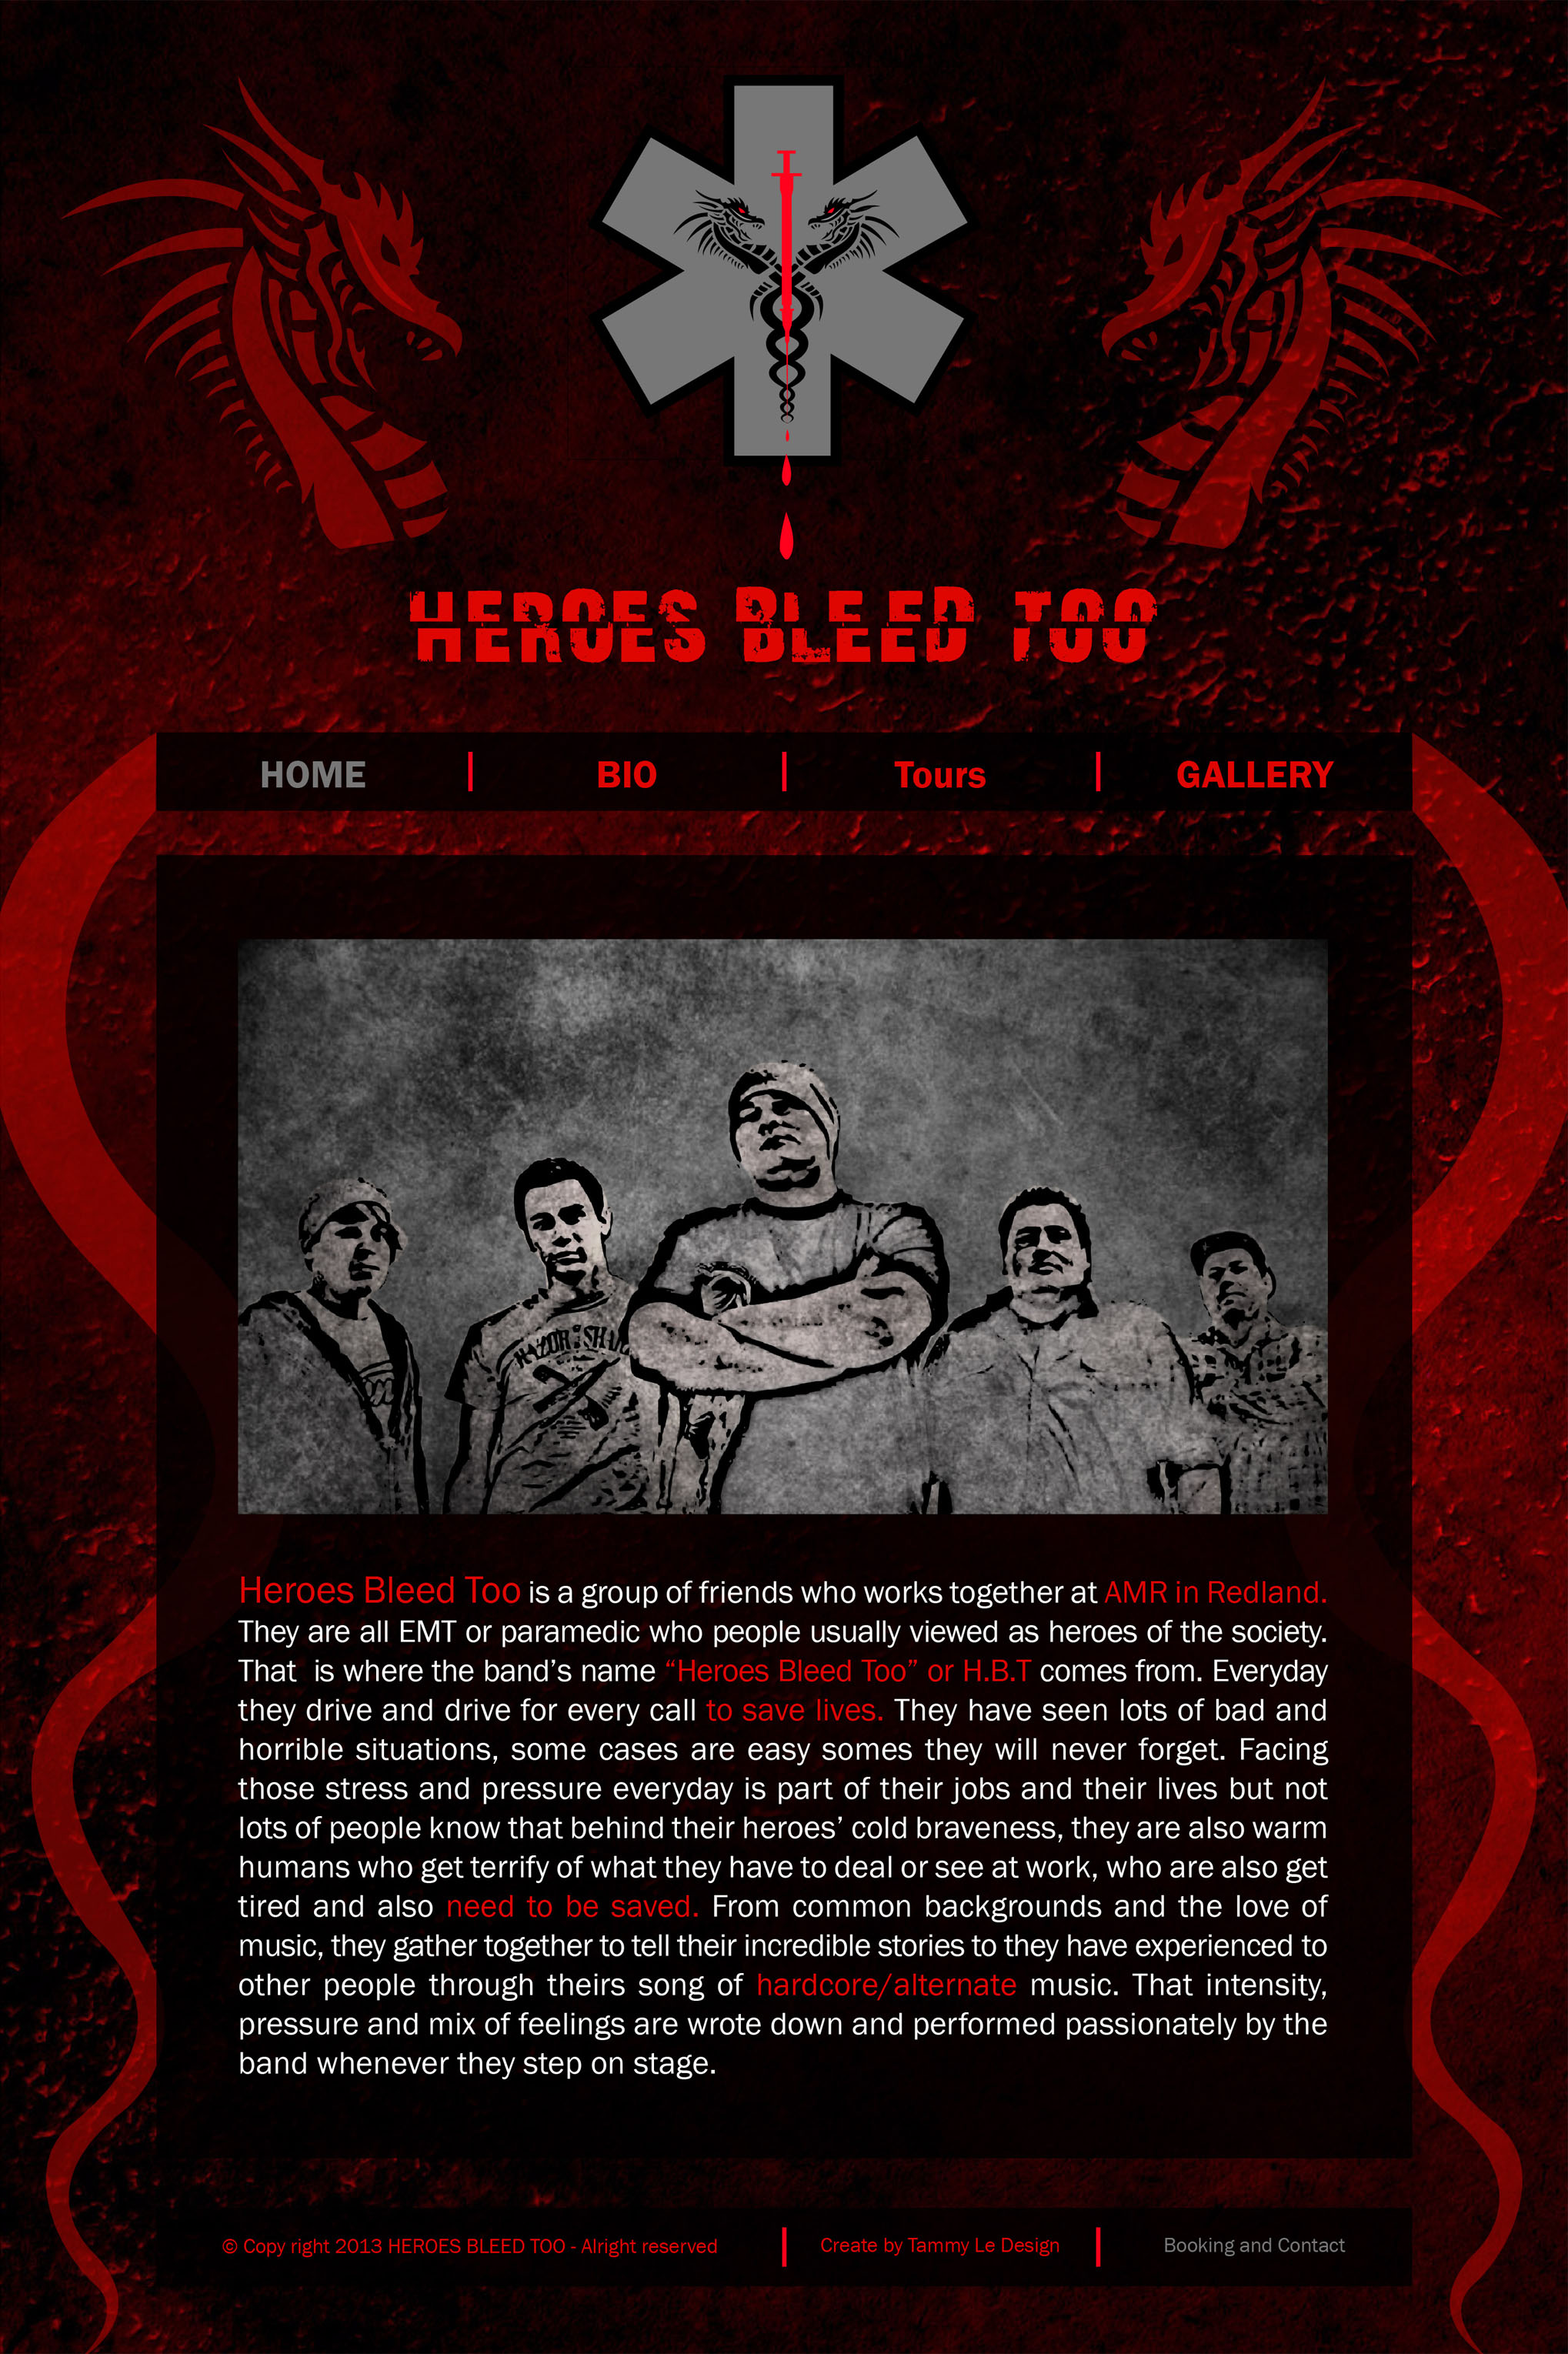 HEROES BLEED TOO
HOME | BIO | Tours | GALLERY
Heroes Bleed Too is a group of friends who works together at AMR in Redland.
They are all EMT or paramedic who people usually viewed as heroes of the society.
That is where the band’s name “Heroes Bleed Too” or H.B.T comes from. Everyday
they drive and drive for every call to save lives. They have seen lots of bad and
horrible situations, some cases are easy somes they will never forget. Facing
those stress and pressure everyday is part of their jobs and their lives but not
lots of people know that behind their heroes’ cold braveness, they are also warm
humans who get terrify of what they have to deal or see at work, who are also get
tired and also need to be saved. From common backgrounds and the love of
music, they gather together to tell their incredible stories to they have experienced to
other people through theirs song of hardcore/alternate music. That intensity,
pressure and mix of feelings are wrote down and performed passionately by the
band whenever they step on stage.
© Copy right 2013 HEROES BLEED TOO - Alright reserved | Create by Tammy Le Design | Booking and Contact